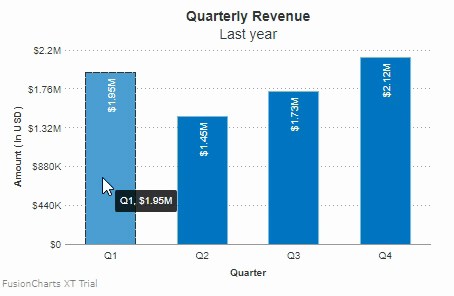 Quarterly Revenue
Last year
$2.2M
$1.76M
$1.32M
$880K
$440K
$0
Amount ( In USD )
$1.95M
$1.45M
$1.73M
$2.12M
Q1, $1.95M
Q1
Q2
Q3
Q4
Quarter
FusionCharts XT Trial